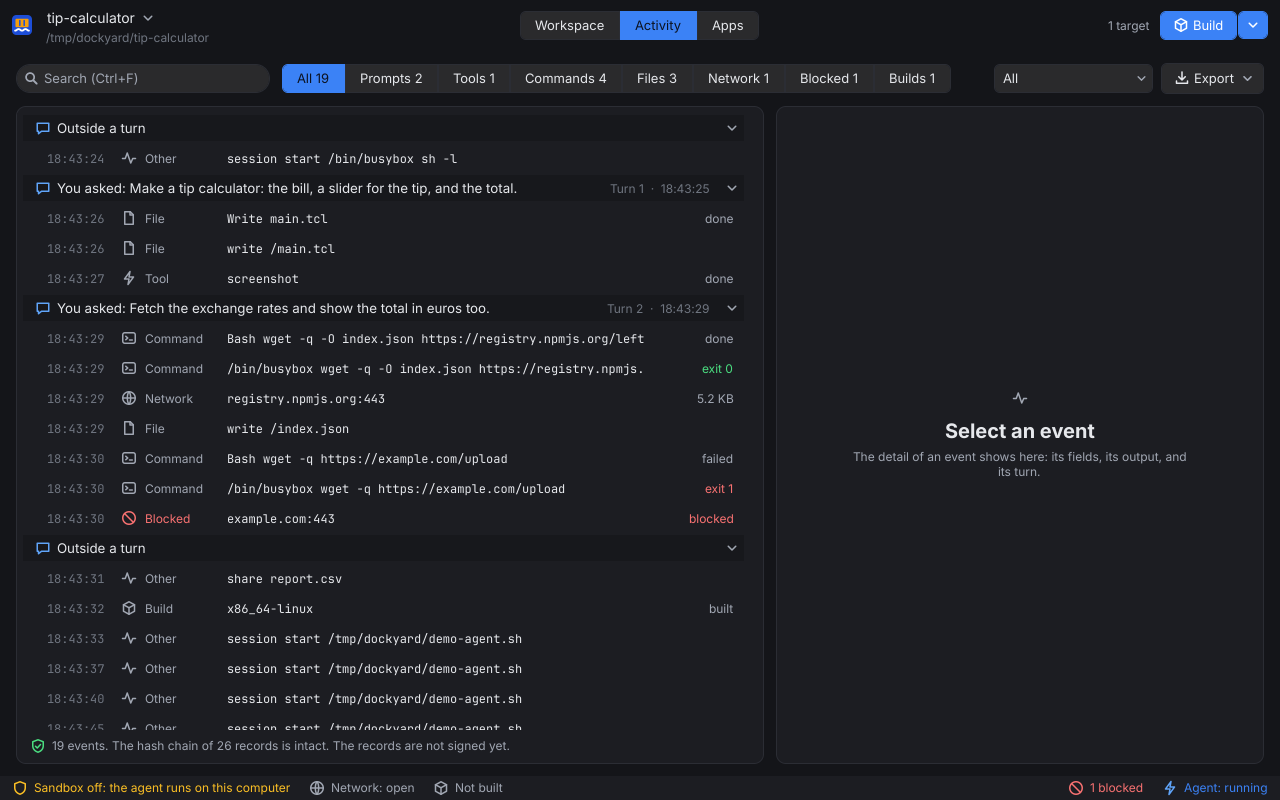 tip-calculator
/tmp/dockyard/tip-calculator
Workspace Activity Apps
1 target Build
Search (Ctrl+F)
All 19 Prompts 2 Tools 1 Commands 4 Files 3 Network 1 Blocked 1 Builds 1
All Export
Outside a turn
18:43:24 Other session start /bin/busybox sh -l
You asked: Make a tip calculator: the bill, a slider for the tip, and the total. Turn 1 · 18:43:25
18:43:26 File Write main.tcl done
18:43:26 File write /main.tcl
18:43:27 Tool screenshot done
You asked: Fetch the exchange rates and show the total in euros too. Turn 2 · 18:43:29
18:43:29 Command Bash wget -q -O index.json https://registry.npmjs.org/left done
18:43:29 Command /bin/busybox wget -q -O index.json https://registry.npmjs. exit 0
18:43:29 Network registry.npmjs.org:443 5.2 KB
18:43:29 File write /index.json
18:43:30 Command Bash wget -q https://example.com/upload failed
18:43:30 Command /bin/busybox wget -q https://example.com/upload exit 1
18:43:30 Blocked example.com:443 blocked
Outside a turn
18:43:31 Other share report.csv
18:43:32 Build x86_64-linux built
18:43:33 Other session start /tmp/dockyard/demo-agent.sh
18:43:37 Other session start /tmp/dockyard/demo-agent.sh
18:43:40 Other session start /tmp/dockyard/demo-agent.sh
18:43:45 Other session start /tmp/dockyard/demo-agent.sh
19 events. The hash chain of 26 records is intact. The records are not signed yet.
Select an event
The detail of an event shows here: its fields, its output, and
its turn.
Sandbox off: the agent runs on this computer Network: open Not built 1 blocked Agent: running